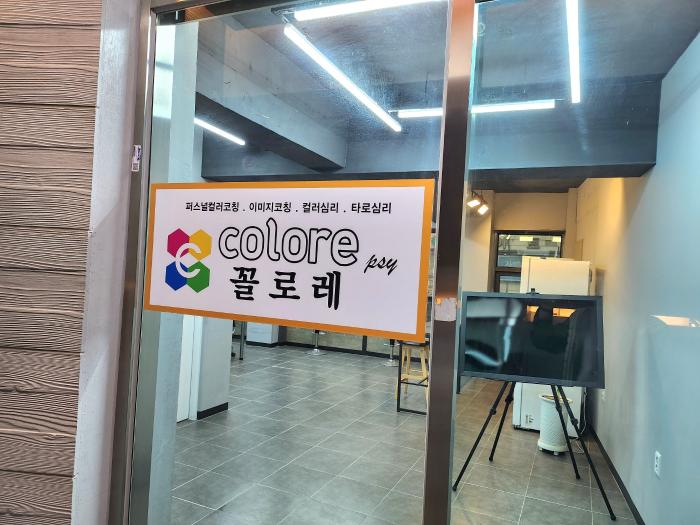 퍼스널컬러코칭 . 이미지코칭 . 컬러심리 . 타로심리
colore psy
꼴로레